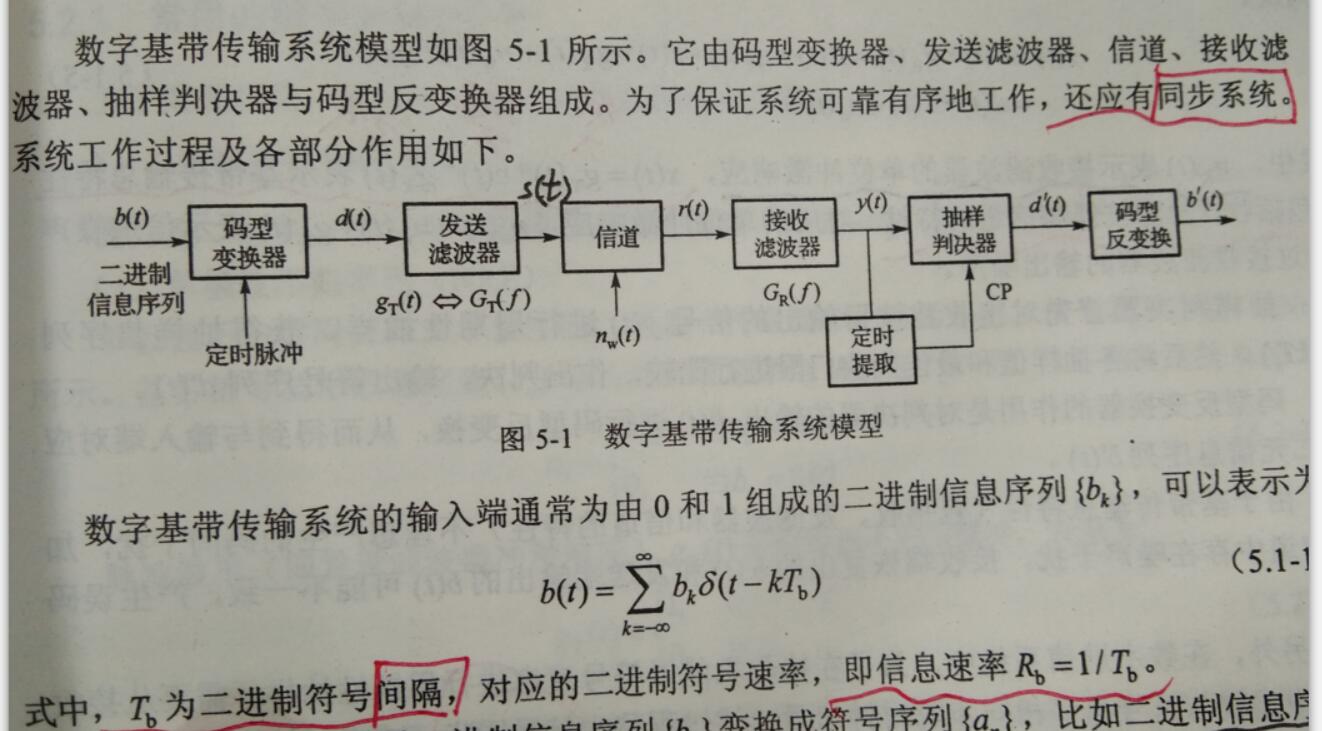 数字基带传输系统模型如图 5-1 所示。它由码型变换器、发送滤波器、信道、接收滤
波器、抽样判决器与码型反变换器组成。为了保证系统可靠有序地工作，还应有同步系统。
系统工作过程及各部分作用如下。
s(t)
b(t) 码型 d(t) 发送 信道 r(t) 接收 y(t) 抽样 d'(t) 码型 b'(t)
变换器 滤波器 滤波器 判决器 反变换
二进制
信息序列
g_T(t) ⇔ G_T(f) G_R(f) CP
定时脉冲 n_w(t) 定时
提取
图 5-1 数字基带传输系统模型
数字基带传输系统的输入端通常为由 0 和 1 组成的二进制信息序列{b_k}，可以表示为
b(t)= ∑_{k=-∞}^{∞} b_kδ(t-kT_b) (5.1-1
式中，T_b为二进制符号间隔，对应的二进制符号速率，即信息速率 R_b=1/T_b。
制信息序列{b_k}变换成符号序列{a_n}，比如二进制信息序